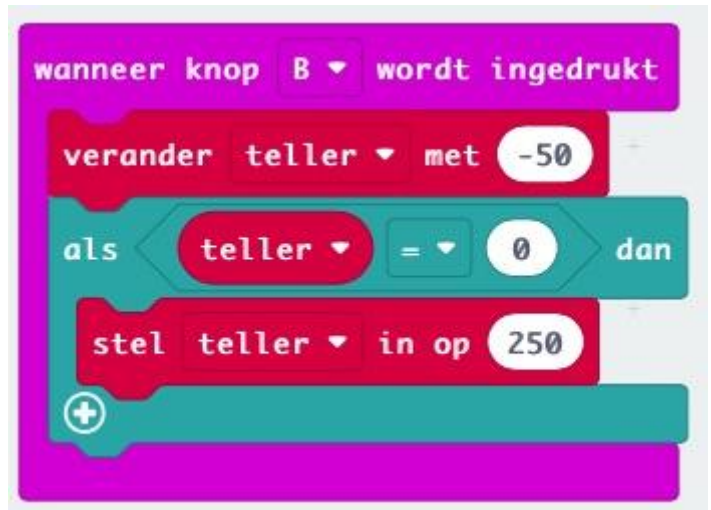 wanneer knop B wordt ingedrukt
verander teller met -50
als teller = 0 dan
stel teller in op 250